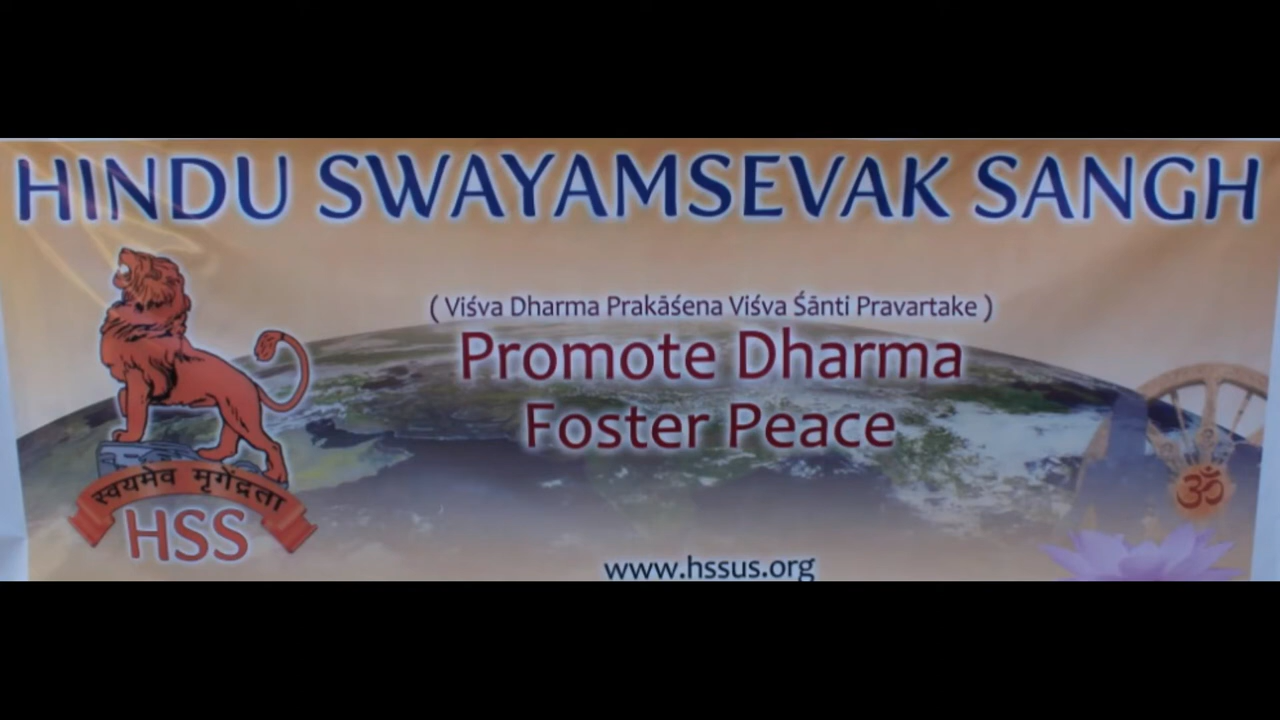 HINDU SWAYAMSEVAK SANGH
( Viśva Dharma Prakāśena Viśva Śānti Pravartake )
Promote Dharma
Foster Peace
स्वयमेव मृगेंद्रता
HSS
ॐ
www.hssus.org